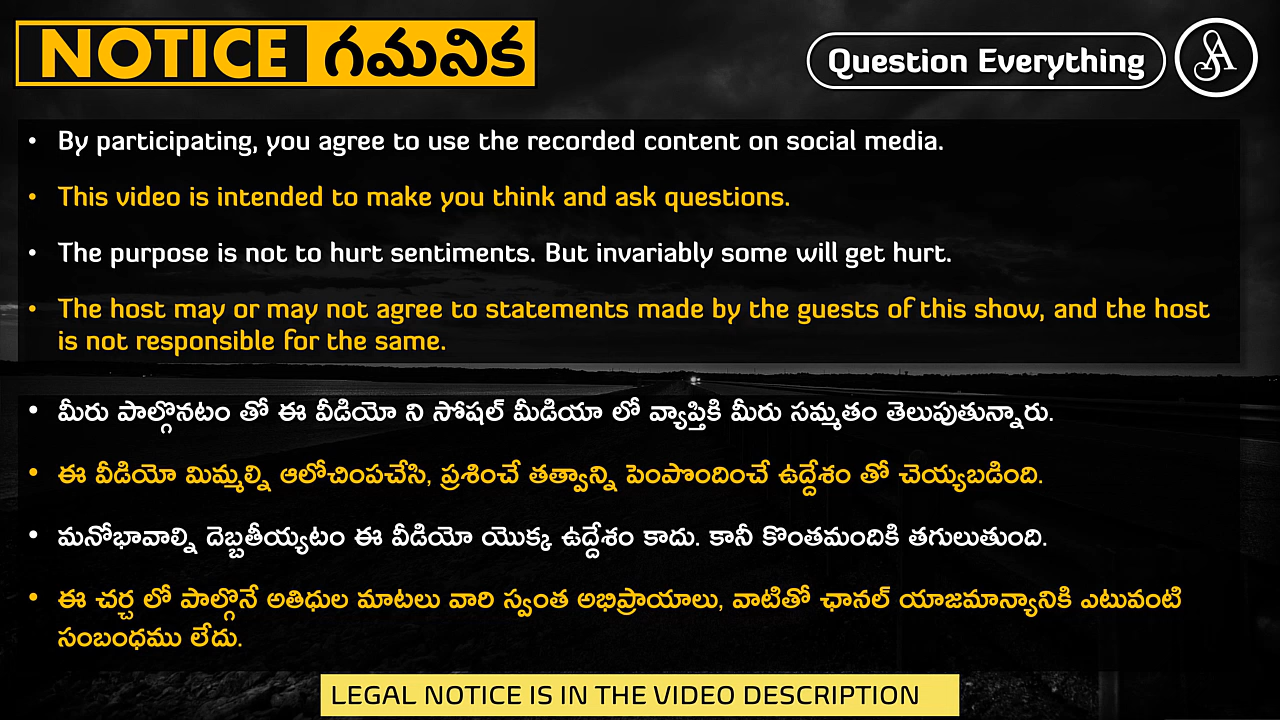 NOTICE గమనిక
Question Everything
• By participating, you agree to use the recorded content on social media.
• This video is intended to make you think and ask questions.
• The purpose is not to hurt sentiments. But invariably some will get hurt.
• The host may or may not agree to statements made by the guests of this show, and the host
is not responsible for the same.
• మీరు పాల్గొనటం తో ఈ వీడియో ని సోషల్ మీడియా లో వ్యాప్తికి మీరు సమ్మతం తెలుపుతున్నారు.
• ఈ వీడియో మిమ్మల్ని ఆలోచింపచేసి, ప్రశించే తత్వాన్ని పెంపొందించే ఉద్దేశం తో చెయ్యబడింది.
• మనోభావాల్ని దెబ్బతీయ్యటం ఈ వీడియో యొక్క ఉద్దేశం కాదు. కానీ కొంతమందికి తగులుతుంది.
• ఈ చర్చ లో పాల్గొనే అతిధుల మాటలు వారి స్వంత అభిప్రాయాలు, వాటితో ఛానల్ యాజమాన్యానికి ఎటువంటి
సంబంధము లేదు.
LEGAL NOTICE IS IN THE VIDEO DESCRIPTION